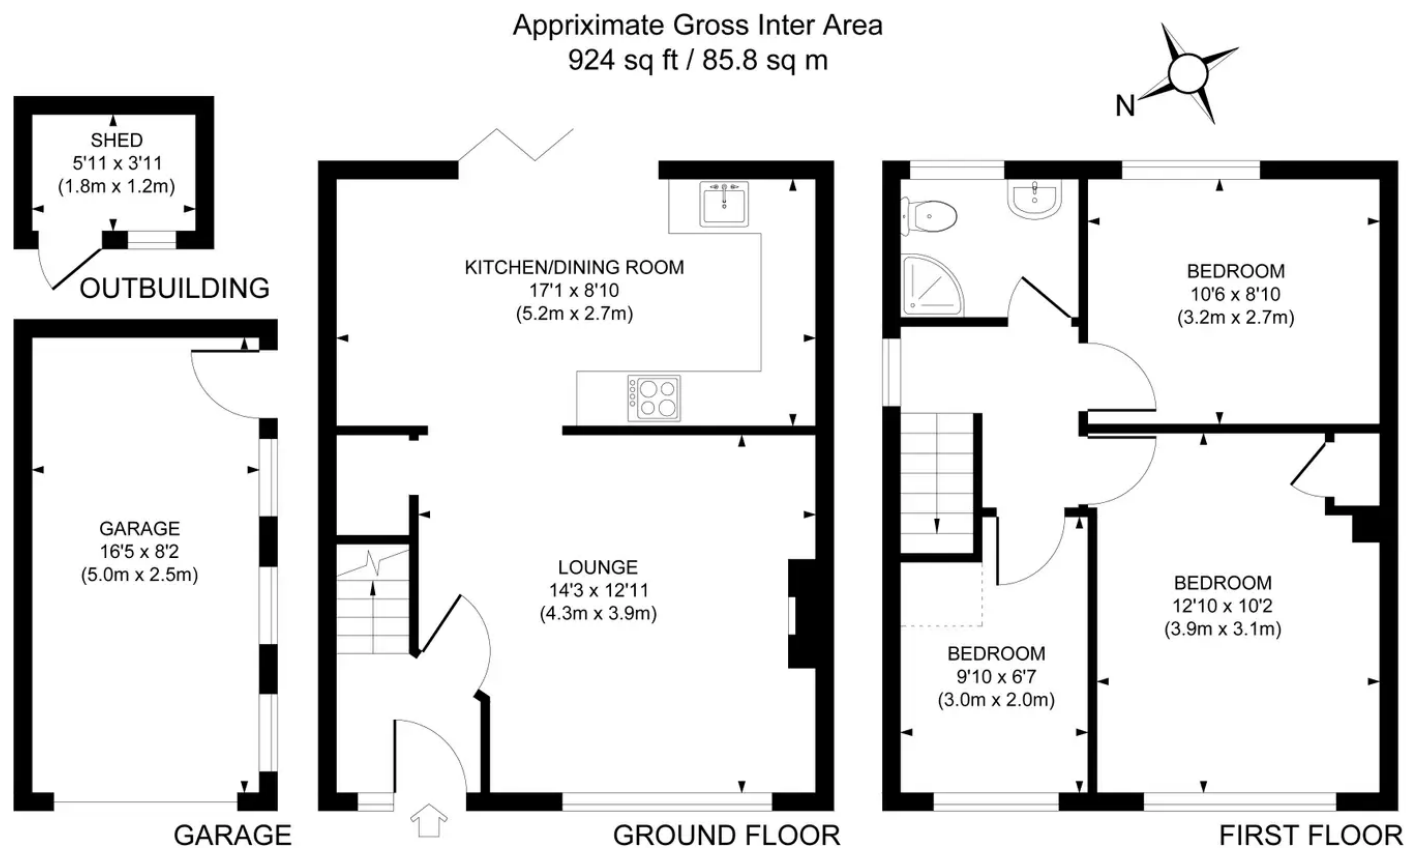 Appriximate Gross Inter Area
924 sq ft / 85.8 sq m
N
SHED
5'11 x 3'11
(1.8m x 1.2m)
OUTBUILDING
GARAGE
16'5 x 8'2
(5.0m x 2.5m)
GARAGE
KITCHEN/DINING ROOM
17'1 x 8'10
(5.2m x 2.7m)
LOUNGE
14'3 x 12'11
(4.3m x 3.9m)
GROUND FLOOR
BEDROOM
10'6 x 8'10
(3.2m x 2.7m)
BEDROOM
12'10 x 10'2
(3.9m x 3.1m)
BEDROOM
9'10 x 6'7
(3.0m x 2.0m)
FIRST FLOOR